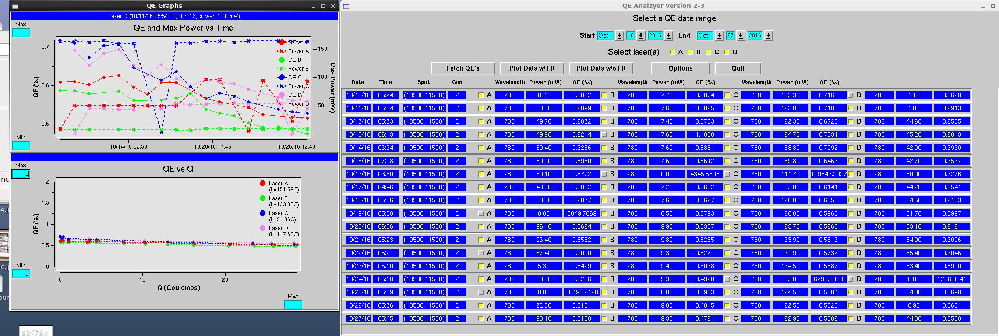 QE Graphs
Laser D (10/11/16 05:54:00, 0.6913, power: 1.00 mW)
Max
QE and Max Power vs Time
0.7
0.6
0.5
QE (%)
150
100
50
Max Power (mW)
QE A
Power A
QE B
Power B
QE C
Power C
QE D
Power D
Min
10/14/16 22:53
10/20/16 17:46
10/26/16 12:40
Max
2
QE vs Q
2
1.5
1
0.5
0
QE (%)
Laser A
(L=151.59C)
Laser B
(L=133.88C)
Laser C
(L=94.06C)
Laser D
(L=147.80C)
Min
0
0
10
20
Q (Coulombs)
Max
QE Analzyer version 2-3
Select a QE date range
Start Oct 10 2016 End Oct 27 2016
Select laser(s): A B C D
Fetch QE's Plot Data w/ Fit Plot Data w/o Fit Options Quit
Date Time Spot Gun Wavelength Power (mW) QE (%) Wavelength Power (mW) QE (%) Wavelength Power (mW) QE (%)
10/10/16 05:24 (10500,11500) 2 A 780 8.70 0.6092 B 780 7.70 0.5874 C 780 163.30 0.7160 D 780 1.10 0.8628
10/11/16 05:54 (10500,11500) 2 A 780 50.20 0.6099 B 780 7.60 0.5865 C 780 163.80 0.7100 D 780 1.00 0.6913
10/12/16 05:23 (10500,11500) 2 A 780 49.70 0.6022 B 780 7.40 0.5783 C 780 162.30 0.6720 D 780 44.60 0.6525
10/13/16 06:13 (10500,11500) 2 A 780 49.90 0.6214 B 780 7.60 1.1808 C 780 164.70 0.7031 D 780 45.20 0.6843
10/14/16 06:34 (10500,11500) 2 A 780 50.40 0.6256 B 780 7.60 0.5851 C 780 158.80 0.7092 D 780 42.90 0.6930
10/15/16 07:18 (10500,11500) 2 A 780 50.00 0.5950 B 780 7.60 0.5612 C 780 159.80 0.6463 D 780 42.70 0.6537
10/16/16 06:50 (10500,11500) 2 A 780 50.10 0.5772 B 780 0.00 4345.5505 C 780 111.70 109546.2027 D 780 50.90 0.6276
10/17/16 04:46 (10500,11500) 2 A 780 49.90 0.6082 B 780 7.20 0.5632 C 780 3.50 0.6141 D 780 44.20 0.6541
10/18/16 05:46 (10500,11500) 2 A 780 50.30 0.6077 B 780 7.60 0.5667 C 780 160.80 0.6358 D 780 54.50 0.6183
10/19/16 05:08 (10500,11500) 2 A 780 0.00 8849.7069 B 780 6.50 0.5793 C 780 160.80 0.5962 D 780 51.70 0.5997
10/20/16 06:56 (10500,11500) 2 A 780 96.40 0.5664 B 780 9.90 0.5387 C 780 163.70 0.5663 D 780 53.10 0.6161
10/21/16 05:23 (10500,11500) 2 A 780 96.40 0.5582 B 780 9.80 0.5285 C 780 163.90 0.5813 D 780 54.00 0.6096
10/22/16 05:21 (10500,11500) 2 A 780 57.40 0.0000 B 780 9.30 0.5221 C 780 161.90 0.5732 D 780 55.40 0.6046
10/23/16 05:10 (10500,11500) 2 A 780 5.30 0.5429 B 780 9.40 0.5038 C 780 164.50 0.5587 D 780 53.40 0.5900
10/24/16 05:10 (10500,11500) 2 A 780 93.90 0.5256 B 780 9.30 0.4928 C 780 0.00 6296.3903 D 780 0.00 1266.8841
10/25/16 05:59 (10500,11500) 2 A 780 0.00 20495.6168 B 780 8.80 0.4933 C 780 164.50 0.5384 D 780 54.80 0.5698
10/26/16 05:26 (10500,11500) 2 A 780 22.80 0.5181 B 780 9.00 0.4845 C 780 162.50 0.5320 D 780 0.90 0.5621
10/27/16 05:45 (10500,11500) 2 A 780 93.10 0.5158 B 780 9.30 0.4761 C 780 162.90 0.5286 D 780 44.80 0.5588